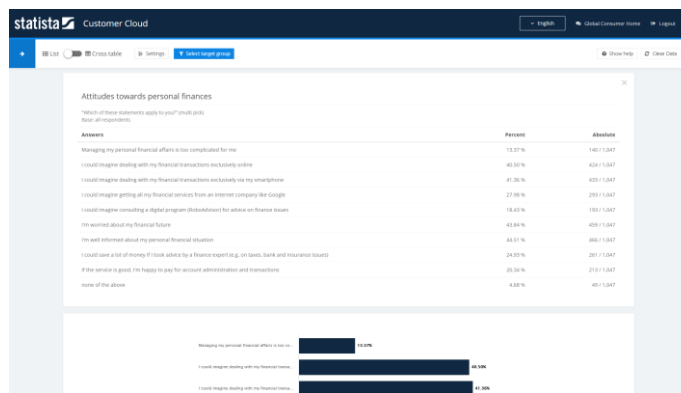 statista Customer Cloud
English
Global Consumer Home
Logout
List
Cross table
Settings
Select target group
Show help
Clear Data
Attitudes towards personal finances
"Which of these statements apply to you?" (multi pick)
Base: all respondents
Answers Percent Absolute
Managing my personal financial affairs is too complicated for me 13.37 % 140 / 1,047
I could imagine dealing with my financial transactions exclusively online 40.50 % 424 / 1,047
I could imagine dealing with my financial transactions exclusively via my smartphone 41.36 % 433 / 1,047
I could imagine getting all my financial services from an internet company like Google 27.98 % 293 / 1,047
I could imagine consulting a digital program (RoboAdvisor) for advice on finance issues 18.43 % 193 / 1,047
I'm worried about my financial future 43.84 % 459 / 1,047
I'm well informed about my personal financial situation 44.51 % 466 / 1,047
I could save a lot of money if I took advice by a finance expert (e.g. on taxes, bank and insurance issues) 24.93 % 261 / 1,047
If the service is good, I'm happy to pay for account administration and transactions 20.34 % 213 / 1,047
none of the above 4.68 % 49 / 1,047
Managing my personal financial affairs is too co... 13.37%
I could imagine dealing with my financial transa... 40.50%
I could imagine dealing with my financial transa... 41.36%